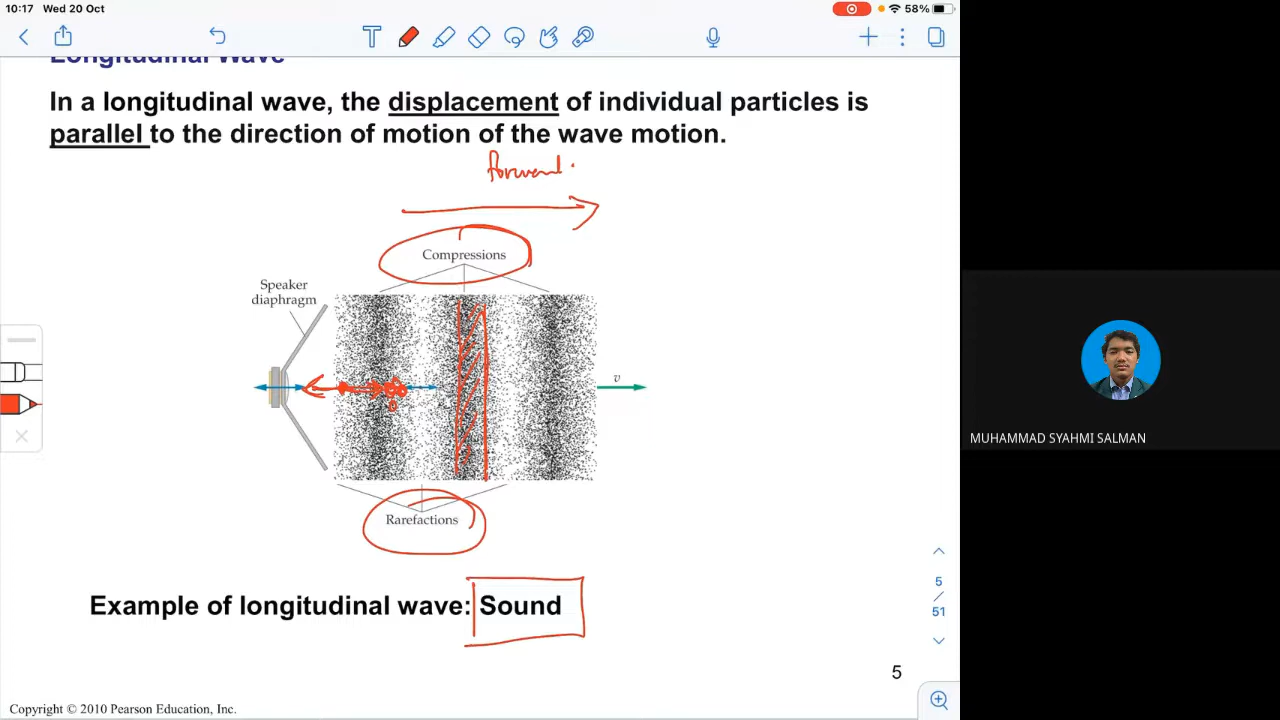 10:17 Wed 20 Oct
58%
Longitudinal Wave
In a longitudinal wave, the displacement of individual particles is
parallel to the direction of motion of the wave motion.
forward
Compressions
Speaker
diaphragm
v
Rarefactions
Example of longitudinal wave: Sound
5
51
5
Copyright © 2010 Pearson Education, Inc.
MUHAMMAD SYAHMI SALMAN